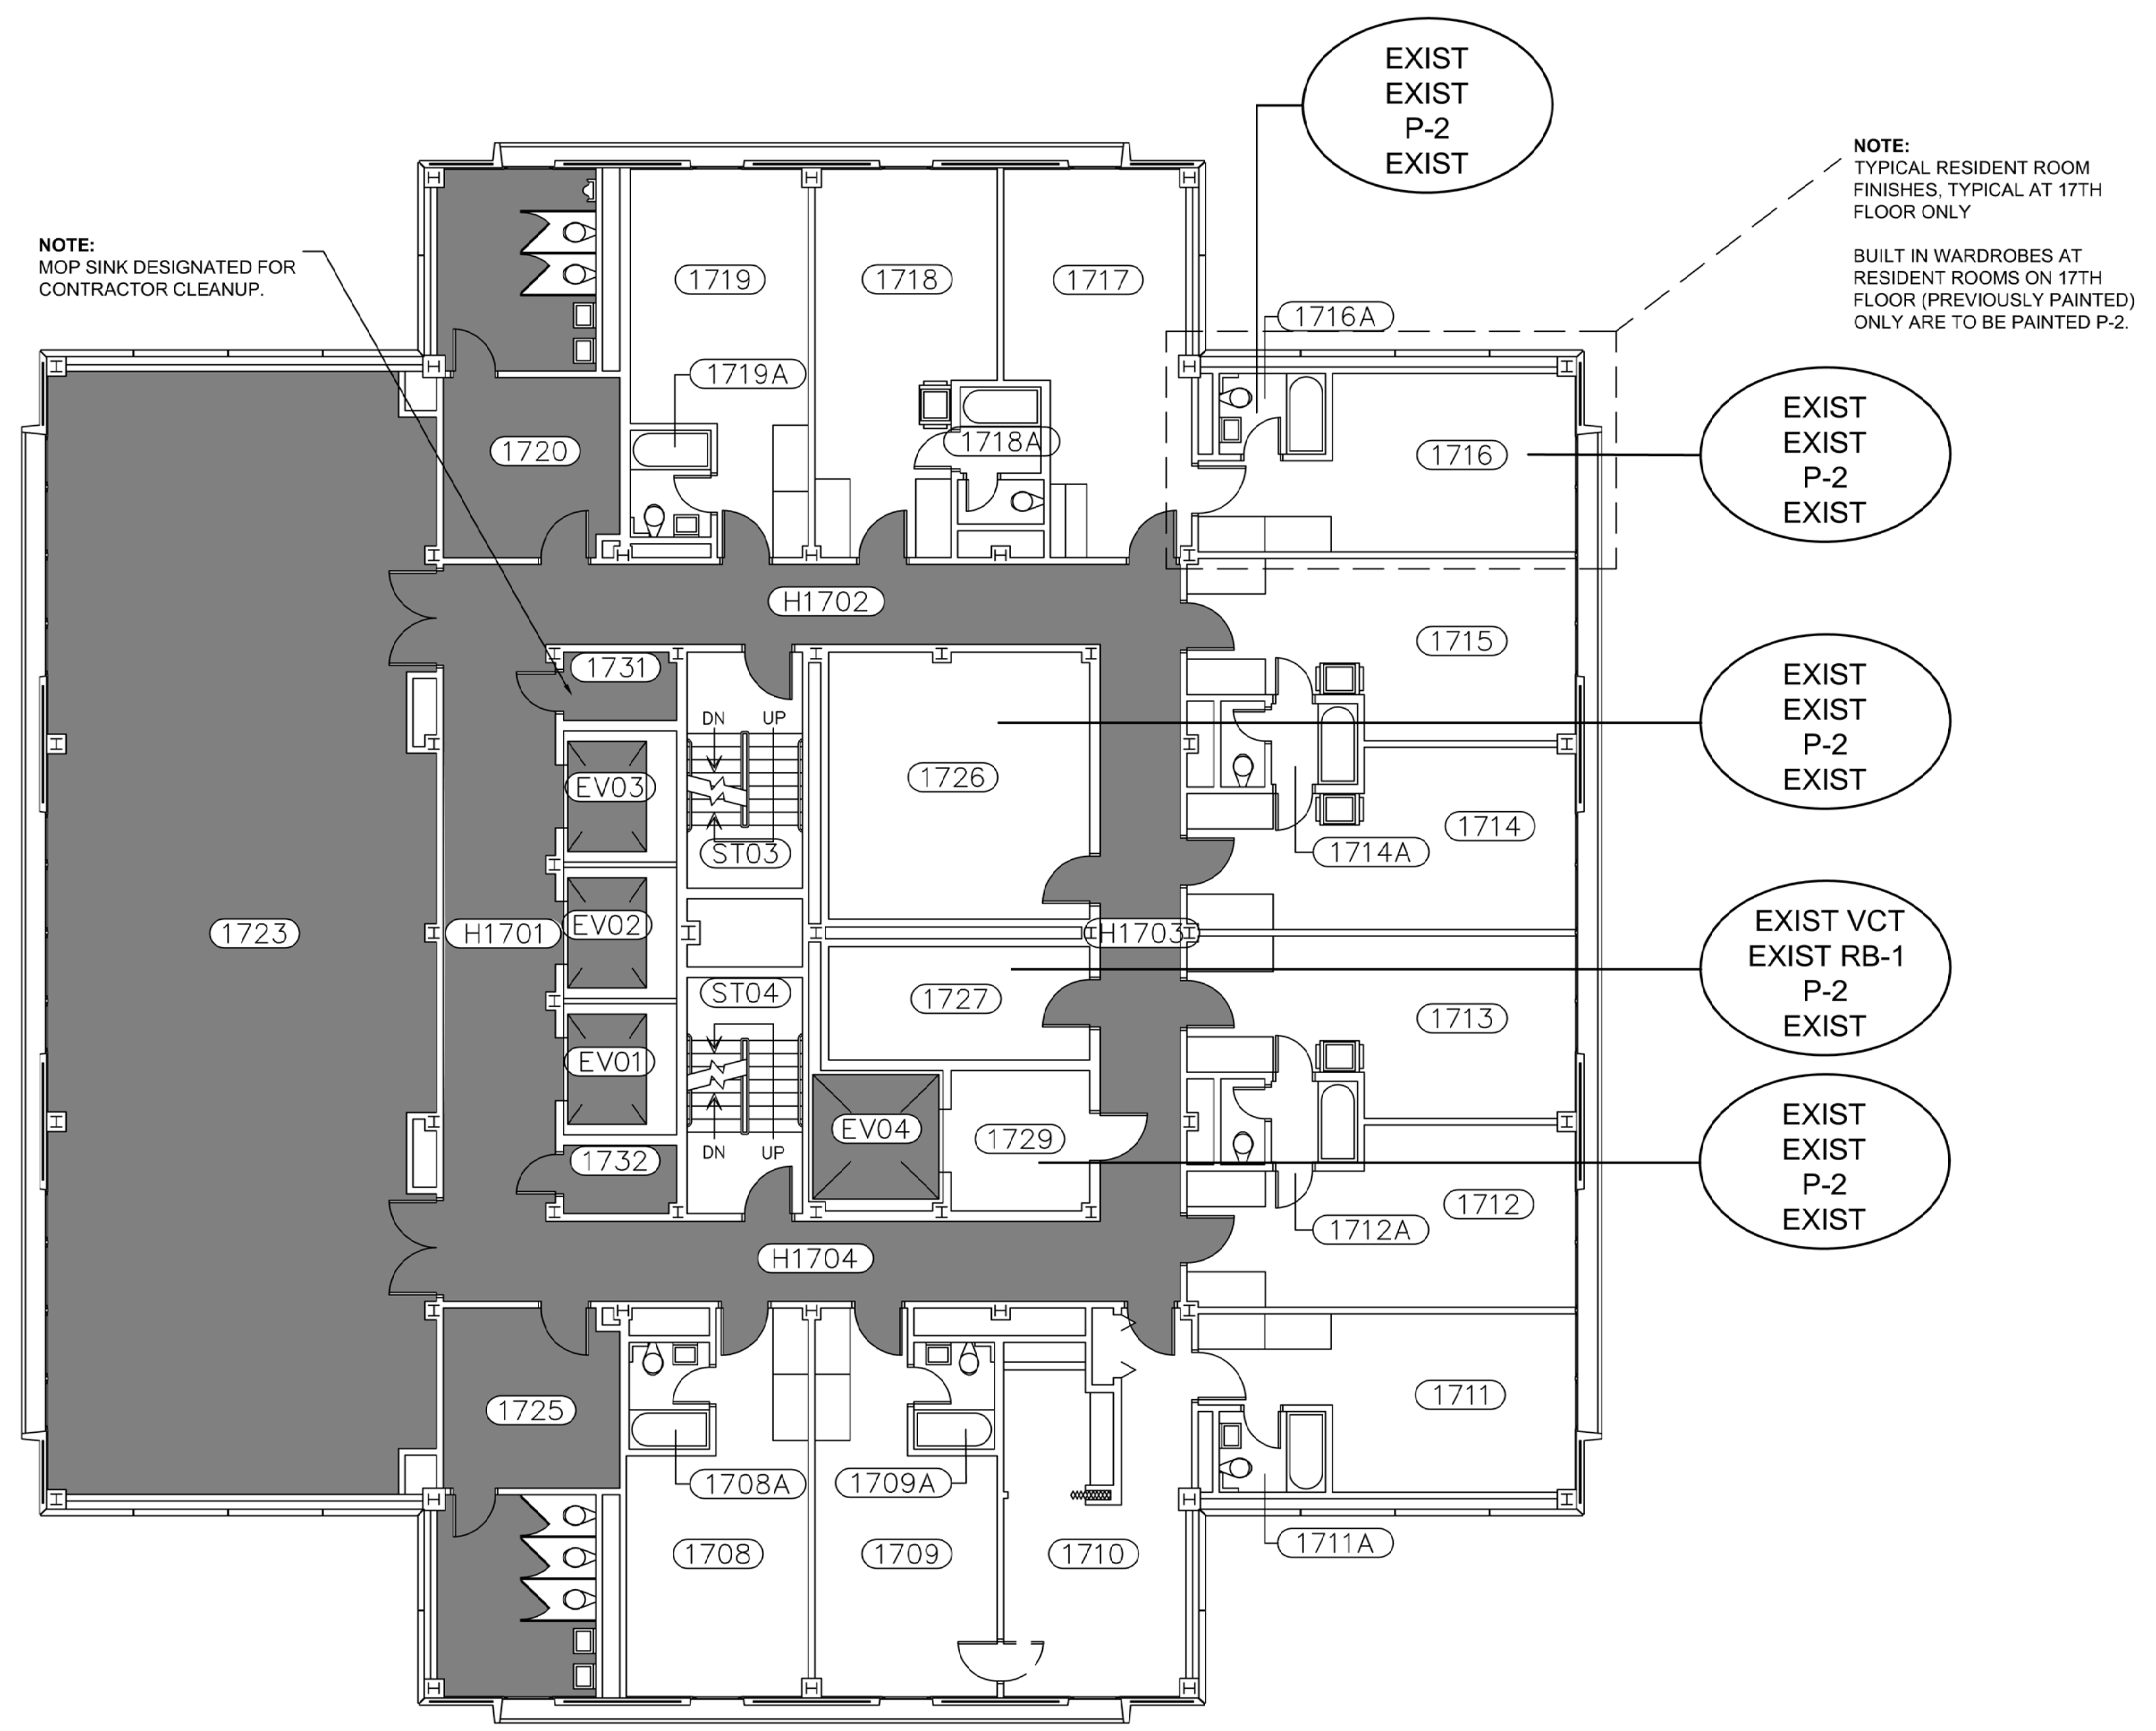 EXIST
EXIST
P-2
EXIST
NOTE:
TYPICAL RESIDENT ROOM
FINISHES, TYPICAL AT 17TH
FLOOR ONLY
BUILT IN WARDROBES AT
RESIDENT ROOMS ON 17TH
FLOOR (PREVIOUSLY PAINTED)
ONLY ARE TO BE PAINTED P-2.
NOTE:
MOP SINK DESIGNATED FOR
CONTRACTOR CLEANUP.
1719
1718
1717
1716A
1719A
1720
1718A
1716
EXIST
EXIST
P-2
EXIST
H1702
1715
1731
EXIST
EXIST
P-2
EXIST
DN
UP
EV03
1726
1714
ST03
1714A
1723
H1701
EV02
H1703
EXIST VCT
EXIST RB-1
P-2
EXIST
ST04
1727
1713
EV01
EV04
1729
1732
DN
UP
EXIST
EXIST
P-2
EXIST
1712
1712A
H1704
1725
1711
1708A
1709A
1711A
1708
1709
1710